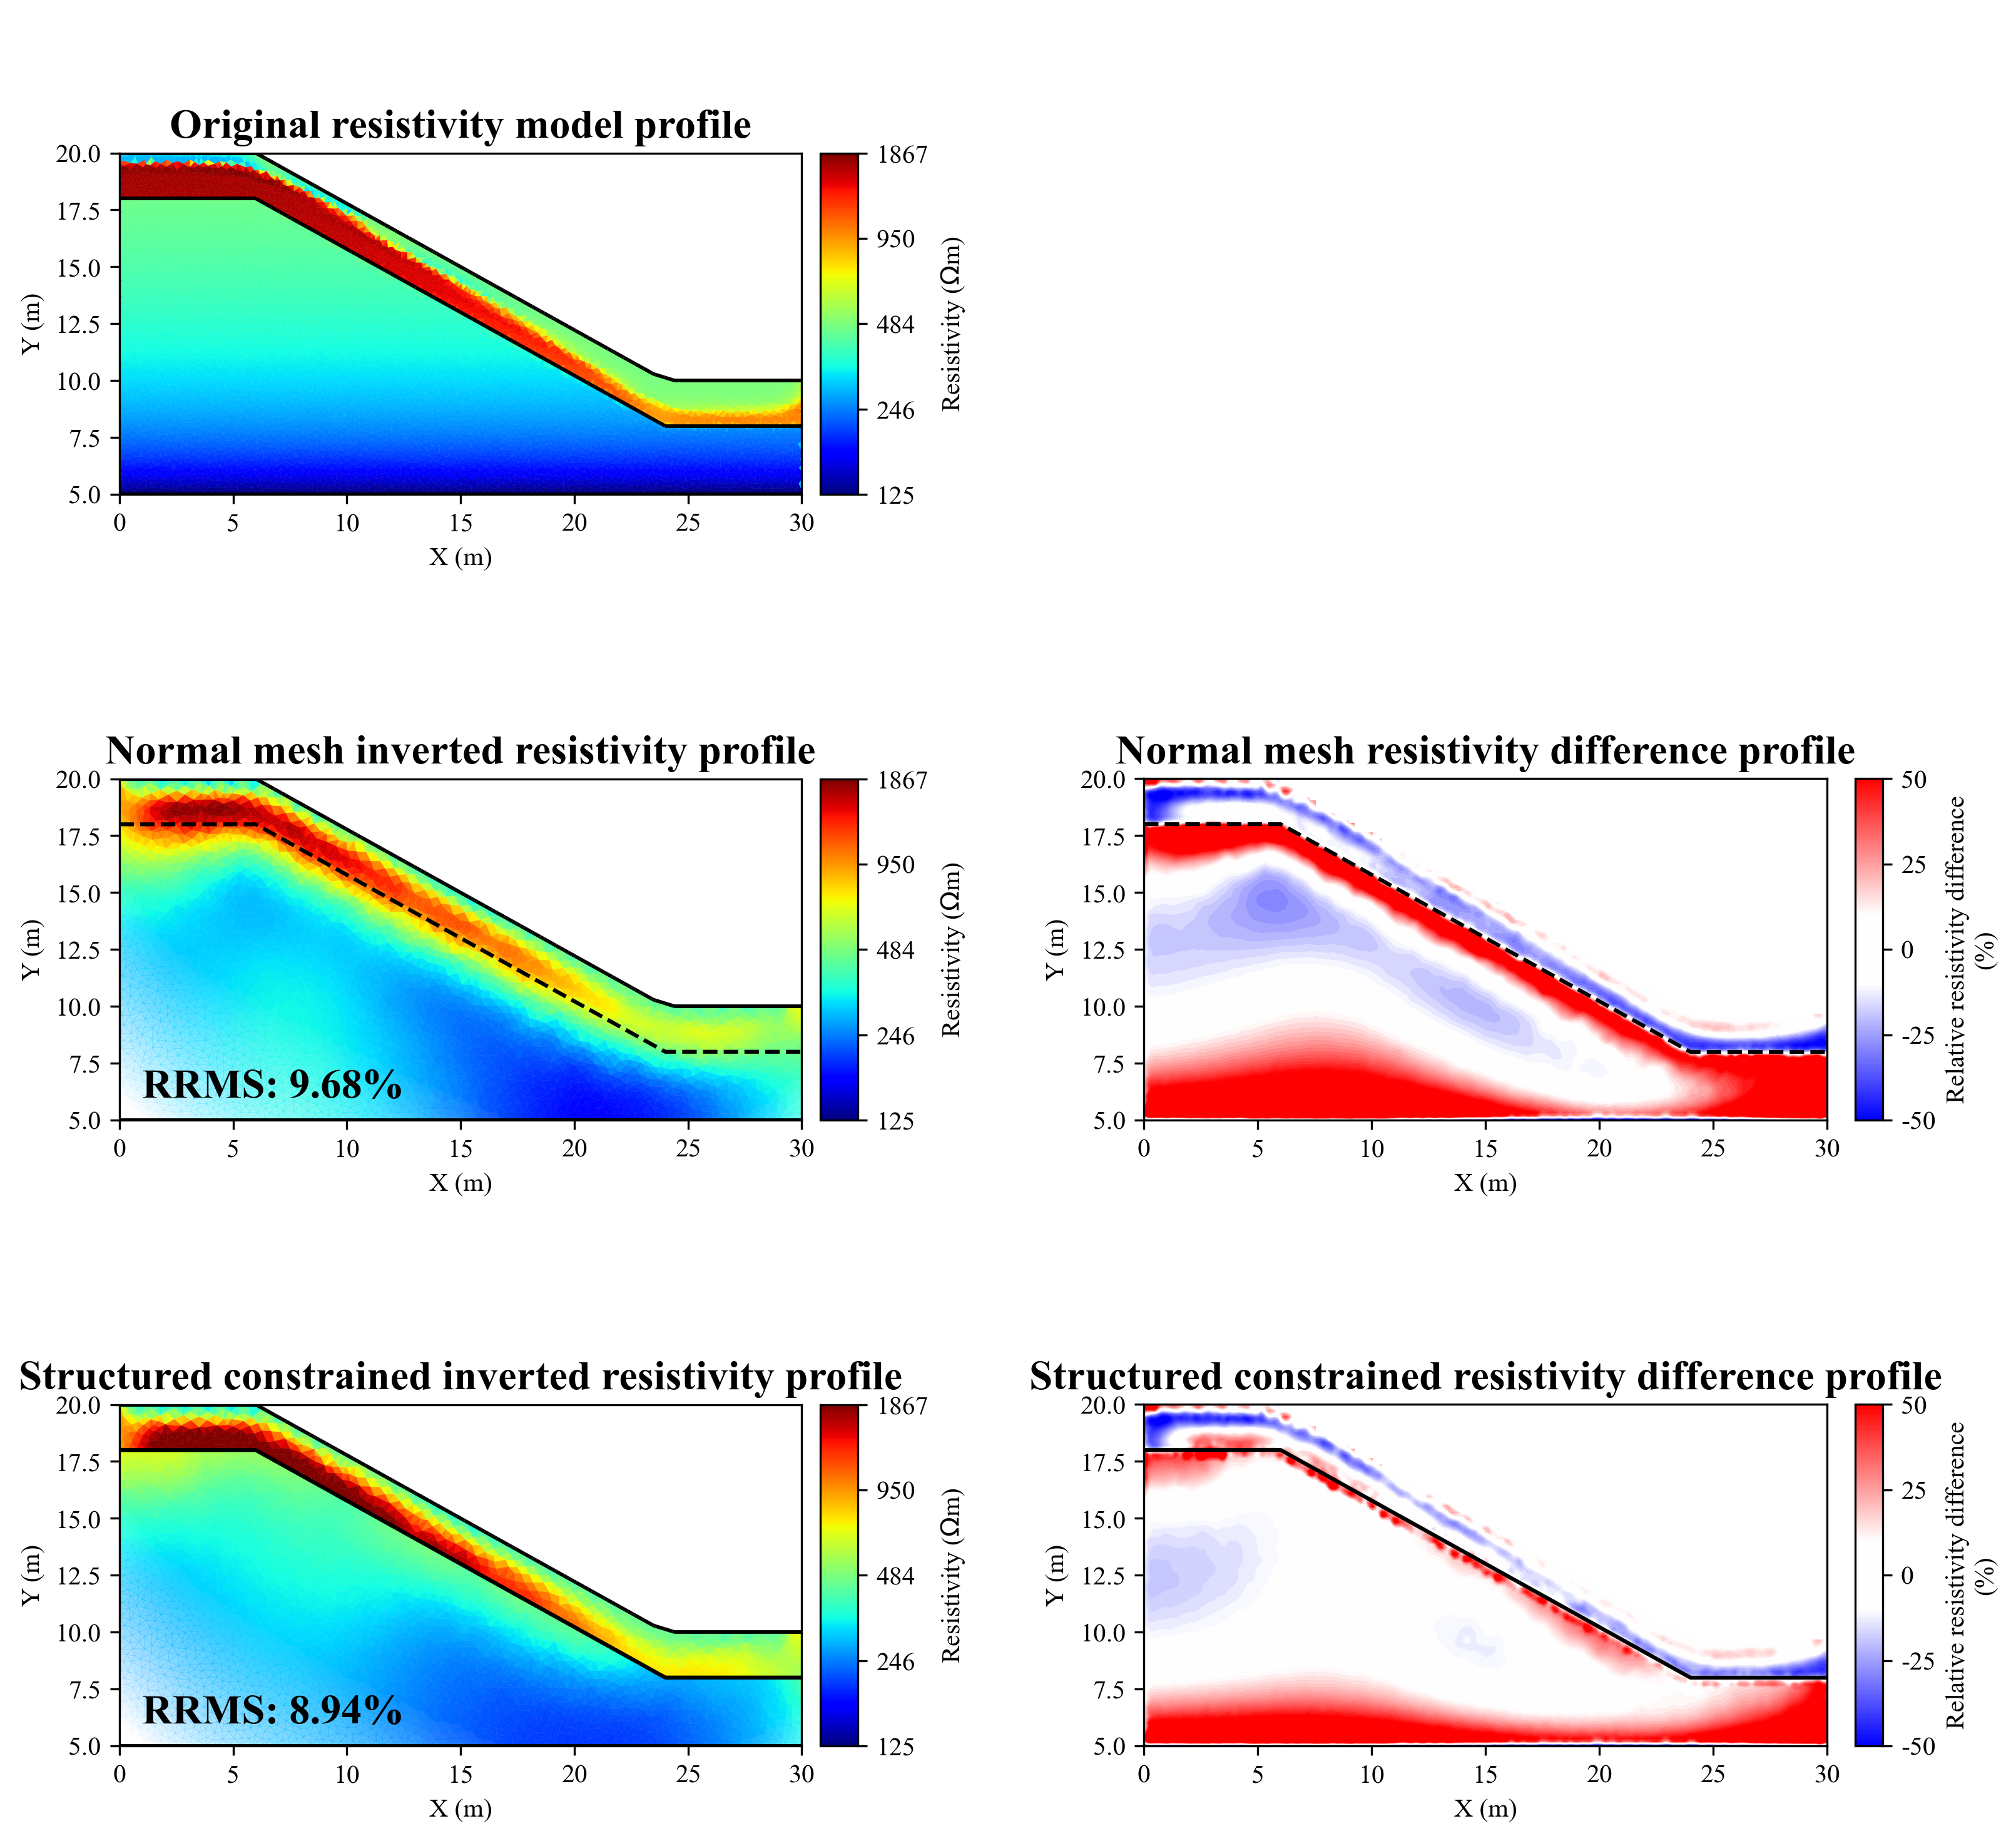 Original resistivity model profile
20.0
17.5
15.0
12.5
10.0
7.5
5.0
Y (m)
0 5 10 15 20 25 30
X (m)
1867
950
484
246
125
Resistivity (Ωm)
Normal mesh inverted resistivity profile
20.0
17.5
15.0
12.5
10.0
7.5
5.0
Y (m)
RRMS: 9.68%
0 5 10 15 20 25 30
X (m)
1867
950
484
246
125
Resistivity (Ωm)
Normal mesh resistivity difference profile
20.0
17.5
15.0
12.5
10.0
7.5
5.0
Y (m)
0 5 10 15 20 25 30
X (m)
50
25
0
-25
-50
Relative resistivity difference
(%)
Structured constrained inverted resistivity profile
20.0
17.5
15.0
12.5
10.0
7.5
5.0
Y (m)
RRMS: 8.94%
0 5 10 15 20 25 30
X (m)
1867
950
484
246
125
Resistivity (Ωm)
Structured constrained resistivity difference profile
20.0
17.5
15.0
12.5
10.0
7.5
5.0
Y (m)
0 5 10 15 20 25 30
X (m)
50
25
0
-25
-50
Relative resistivity difference
(%)